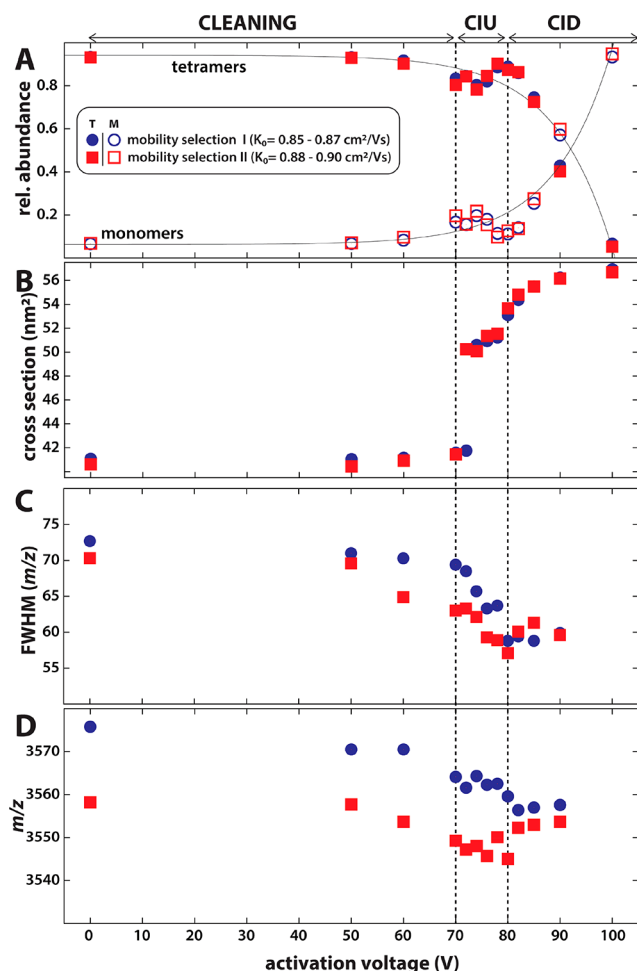 CLEANING CIU CID
A
rel. abundance
1.0
0.8
0.6
0.4
0.2
tetramers
T M
mobility selection I (K₀= 0.85 - 0.87 cm²/Vs)
mobility selection II (K₀= 0.88 - 0.90 cm²/Vs)
monomers
B
cross section (nm²)
56
54
50
46
42
C
FWHM (m/z)
75
70
65
60
55
D
m/z
3570
3560
3550
3540
0 10 20 30 40 50 60 70 80 90 100
activation voltage (V)